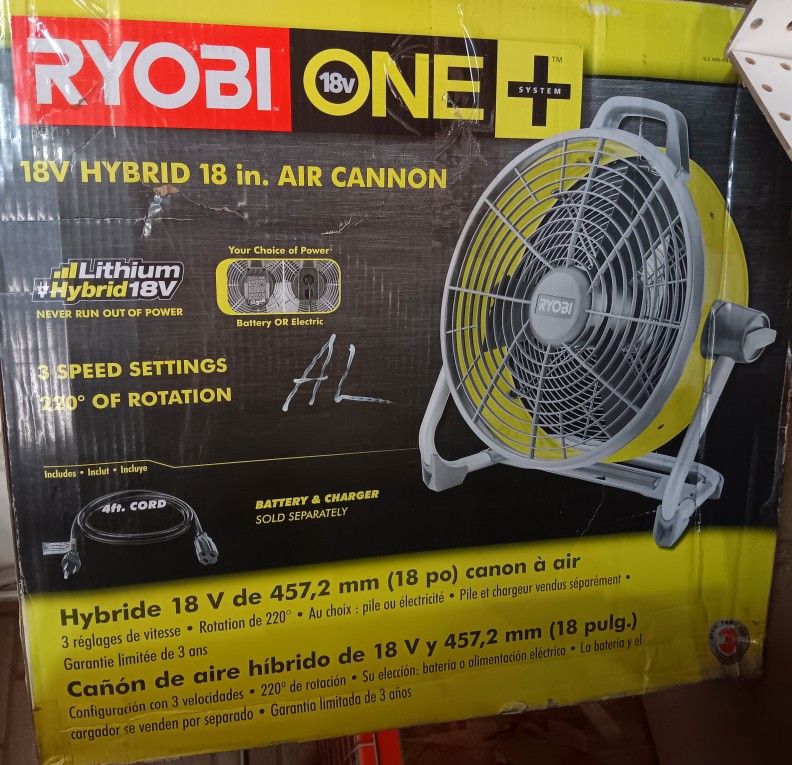 RYOBI 18V ONE + SYSTEM ™
18V HYBRID 18 in. AIR CANNON
Lithium
Hybrid 18V
NEVER RUN OUT OF POWER
Your Choice of Power
Battery OR Electric
RYOBI
3 SPEED SETTINGS
220° OF ROTATION
AL
Includes • Inclut • Incluye
4ft. CORD
BATTERY & CHARGER
SOLD SEPARATELY
Hybride 18 V de 457,2 mm (18 po) canon à air
3 réglages de vitesse • Rotation de 220° • Au choix : pile ou électricité • Pile et chargeur vendus séparément •
Garantie limitée de 3 ans
Cañón de aire híbrido de 18 V y 457,2 mm (18 pulg.)
Configuración con 3 velocidades • 220° de rotación • Su elección: batería o alimentación eléctrica • La batería y el
cargador se venden por separado • Garantía limitada de 3 años
3